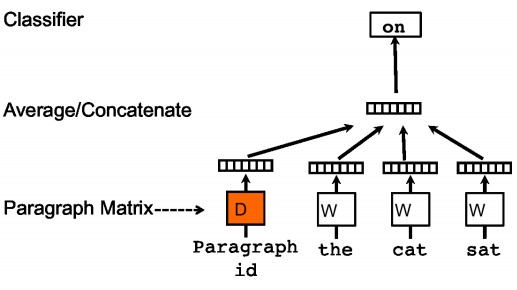 Classifier
on
Average/Concatenate
Paragraph Matrix
D
W
W
W
Paragraph
id
the
cat
sat